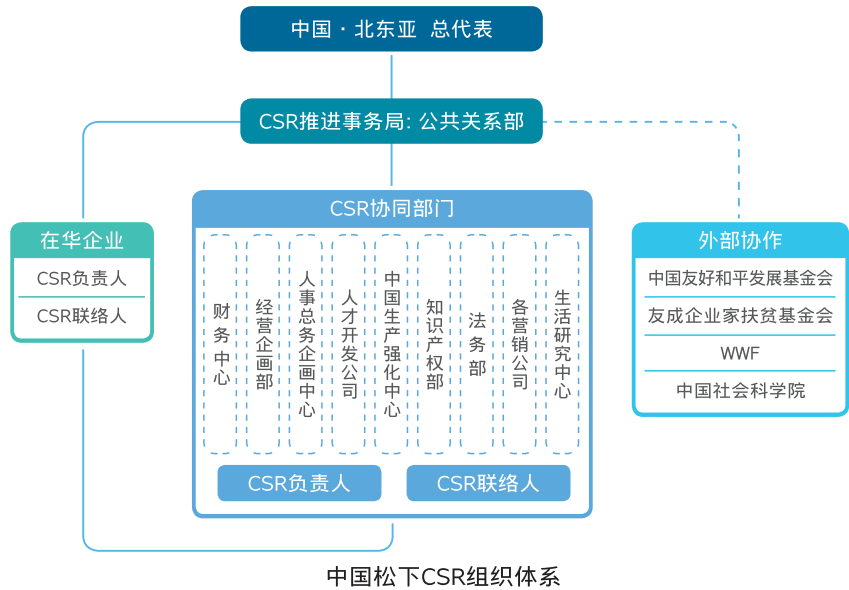 中国 · 北东亚 总代表
CSR推进事务局: 公共关系部
CSR协同部门
在华企业
CSR负责人
CSR联络人
财务中心
经营企画部
人事总务企画中心
人才开发公司
中国生产强化中心
知识产权部
法务部
各营销公司
生活研究中心
CSR负责人
CSR联络人
外部协作
中国友好和平发展基金会
友成企业家扶贫基金会
WWF
中国社会科学院
中国松下CSR组织体系